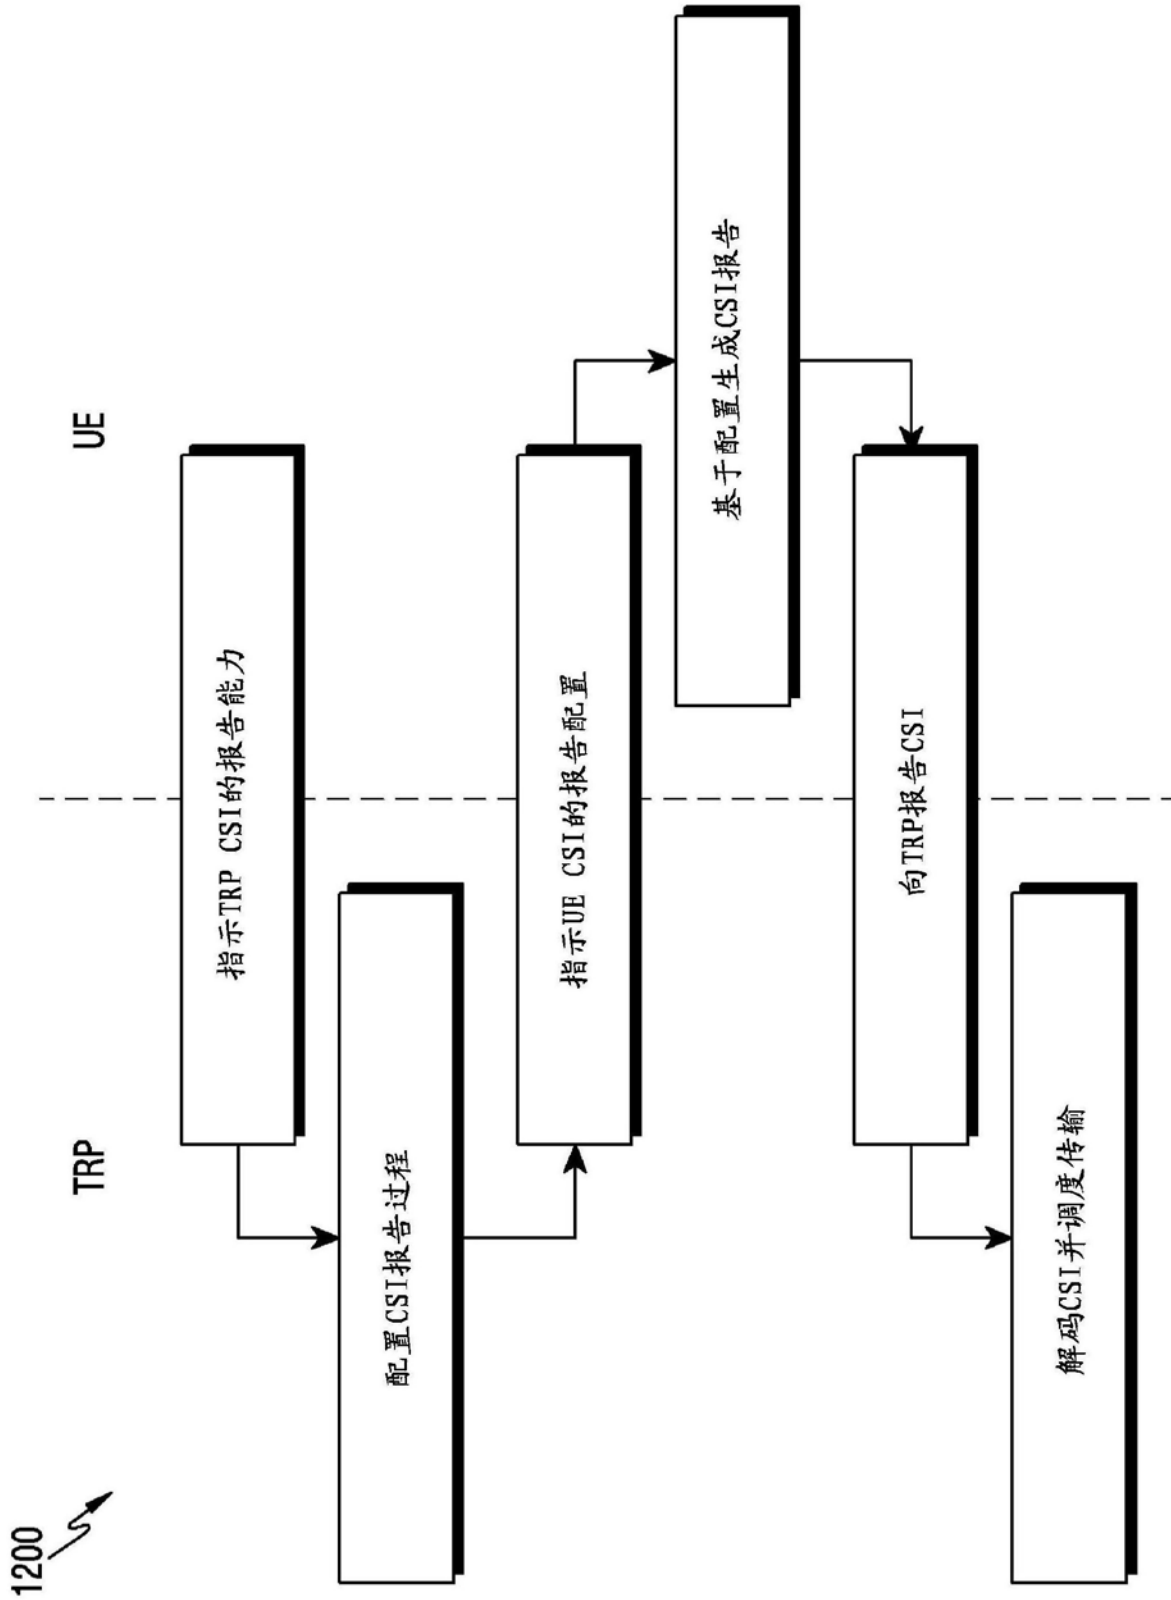 1200
TRP
UE
指示TRP CSI的报告能力
配置CSI报告过程
指示UE CSI的报告配置
基于配置生成CSI报告
向TRP报告CSI
解码CSI并调度传输